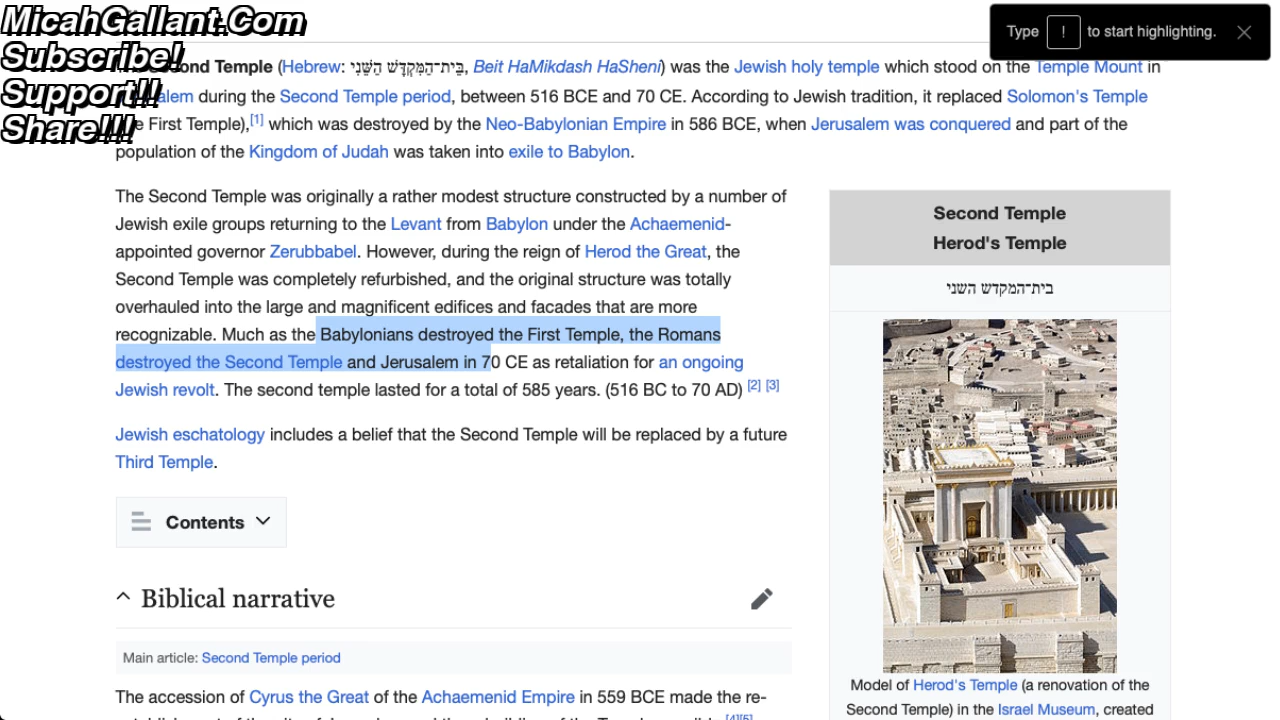 MicahGallant.Com
Subscribe!
Support!!
Share!!!!
Type ! to start highlighting.
Second Temple (Hebrew: בֵּית־הַמִּקְדָּשׁ הַשֵּׁנִי, Beit HaMikdash HaSheni) was the Jewish holy temple which stood on the Temple Mount in
during the Second Temple period, between 516 BCE and 70 CE. According to Jewish tradition, it replaced Solomon's Temple
First Temple),[1] which was destroyed by the Neo-Babylonian Empire in 586 BCE, when Jerusalem was conquered and part of the
population of the Kingdom of Judah was taken into exile to Babylon.
The Second Temple was originally a rather modest structure constructed by a number of
Jewish exile groups returning to the Levant from Babylon under the Achaemenid-
appointed governor Zerubbabel. However, during the reign of Herod the Great, the
Second Temple was completely refurbished, and the original structure was totally
overhauled into the large and magnificent edifices and facades that are more
recognizable. Much as the Babylonians destroyed the First Temple, the Romans
destroyed the Second Temple and Jerusalem in 70 CE as retaliation for an ongoing
Jewish revolt. The second temple lasted for a total of 585 years. (516 BC to 70 AD) [2] [3]
Jewish eschatology includes a belief that the Second Temple will be replaced by a future
Third Temple.
Contents
Biblical narrative
Main article: Second Temple period
The accession of Cyrus the Great of the Achaemenid Empire in 559 BCE made the re-
Second Temple
Herod's Temple
בית־המקדש השני
Model of Herod's Temple (a renovation of the
Second Temple) in the Israel Museum, created